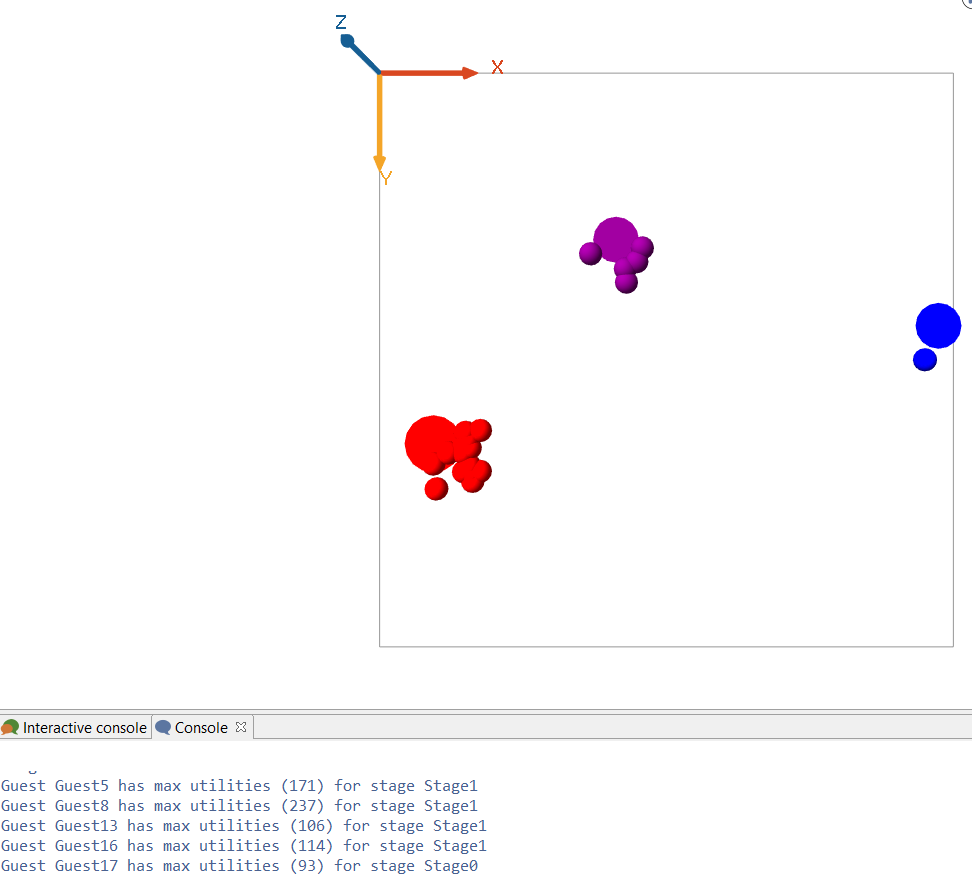 Z
X
Y
Interactive console
Console
Guest Guest5 has max utilities (171) for stage Stage1
Guest Guest8 has max utilities (237) for stage Stage1
Guest Guest13 has max utilities (106) for stage Stage1
Guest Guest16 has max utilities (114) for stage Stage1
Guest Guest17 has max utilities (93) for stage Stage0